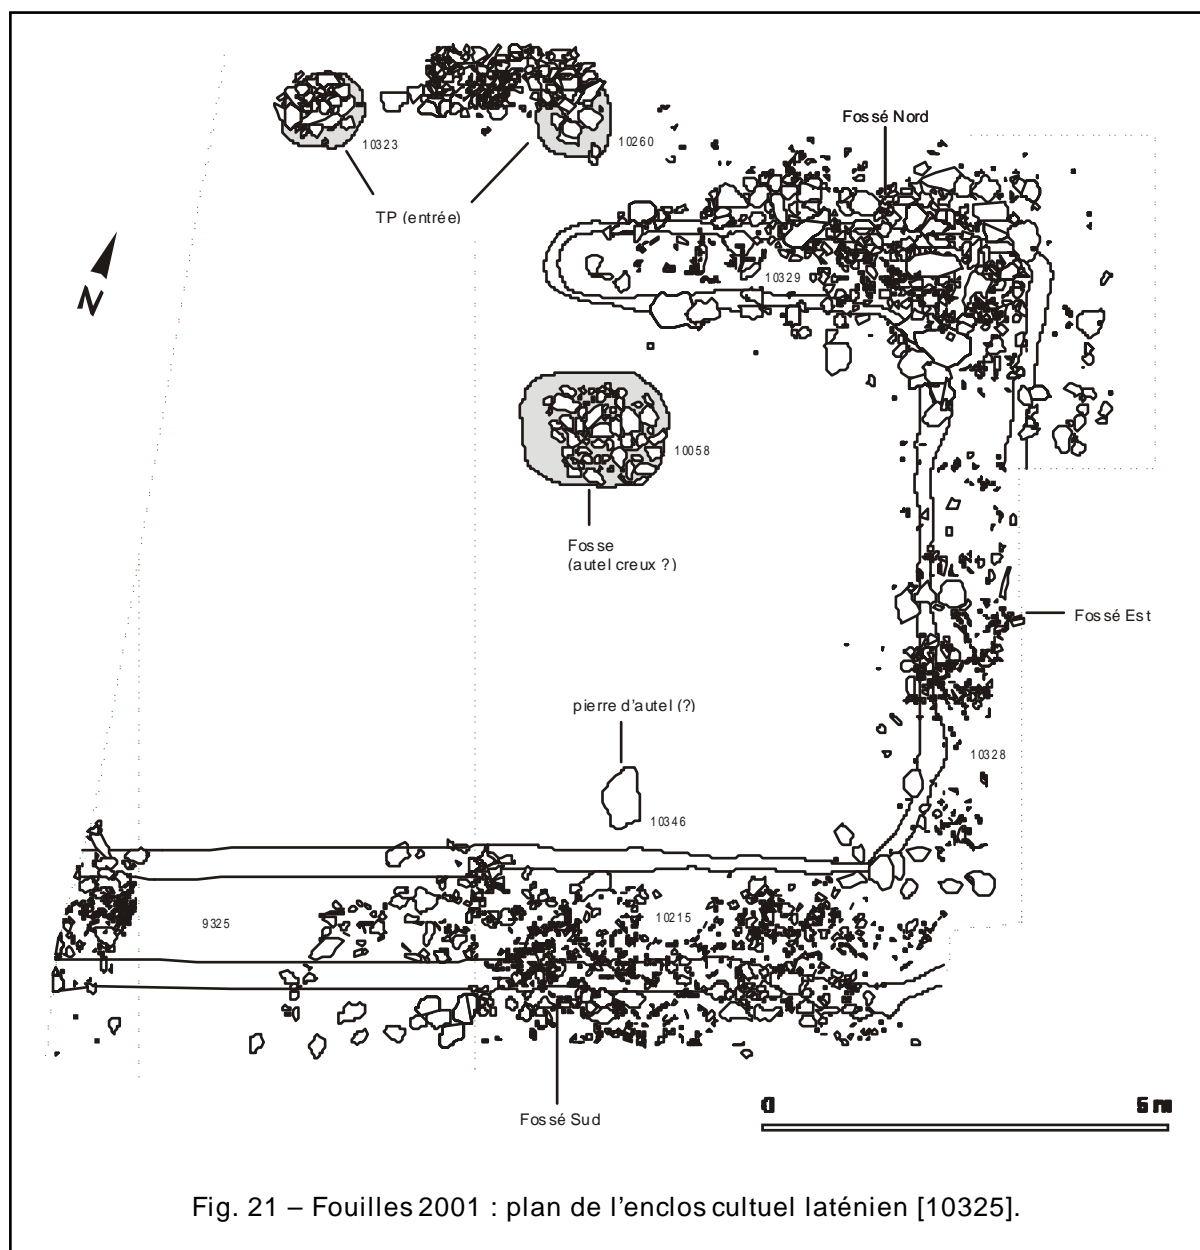 Fossé Nord
10323
10260
TP (entrée)
N
10329
10058
Fosse
(autel creux ?)
Fossé Est
pierre d'autel (?)
10328
10346
9325
10215
Fossé Sud
0 5 m
Fig. 21 – Fouilles 2001 : plan de l'enclos cultuel laténien [10325].